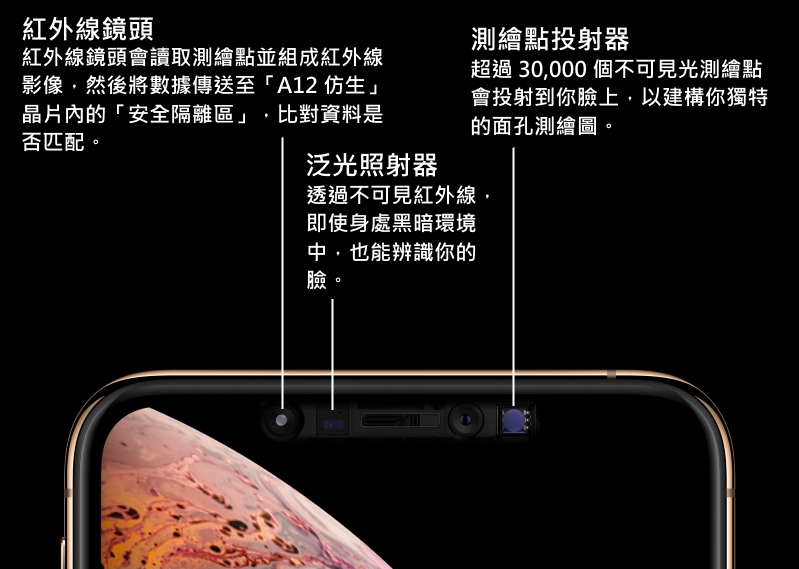 紅外線鏡頭
紅外線鏡頭會讀取測繪點並組成紅外線
影像，然後將數據傳送至「A12 仿生」
晶片內的「安全隔離區」，比對資料是
否匹配。
測繪點投射器
超過 30,000 個不可見光測繪點
會投射到你臉上，以建構你獨特
的面孔測繪圖。
泛光照射器
透過不可見紅外線，
即使身處黑暗環境
中，也能辨識你的
臉。